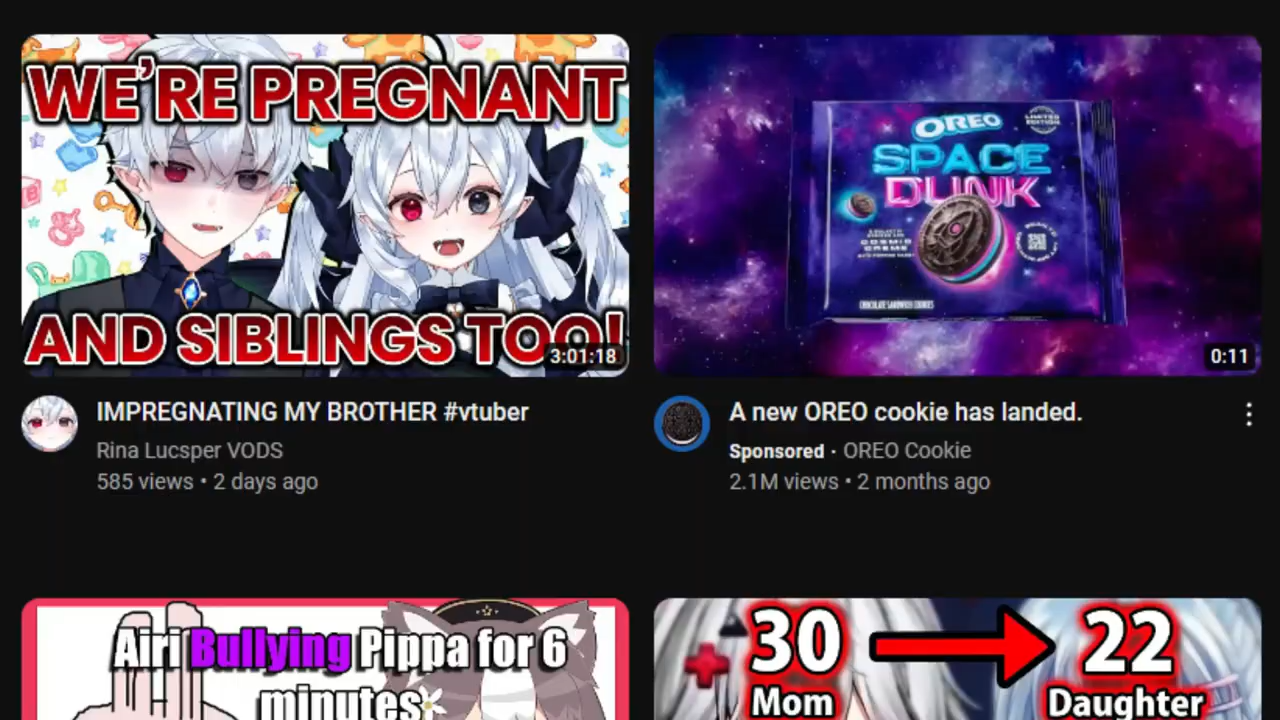 WE'RE PREGNANT
AND SIBLINGS TOO!
3:01:18
IMPREGNATING MY BROTHER #vtuber
Rina Lucsper VODS
585 views • 2 days ago
OREO
LIMITED
EDITION
SPACE
DUNK
COSMIC
CREME
CHOCOLATE SANDWICH COOKIES
0:11
A new OREO cookie has landed.
Sponsored · OREO Cookie
2.1M views • 2 months ago
Airi Bullying Pippa for 6
minutes
30 22
Mom Daughter